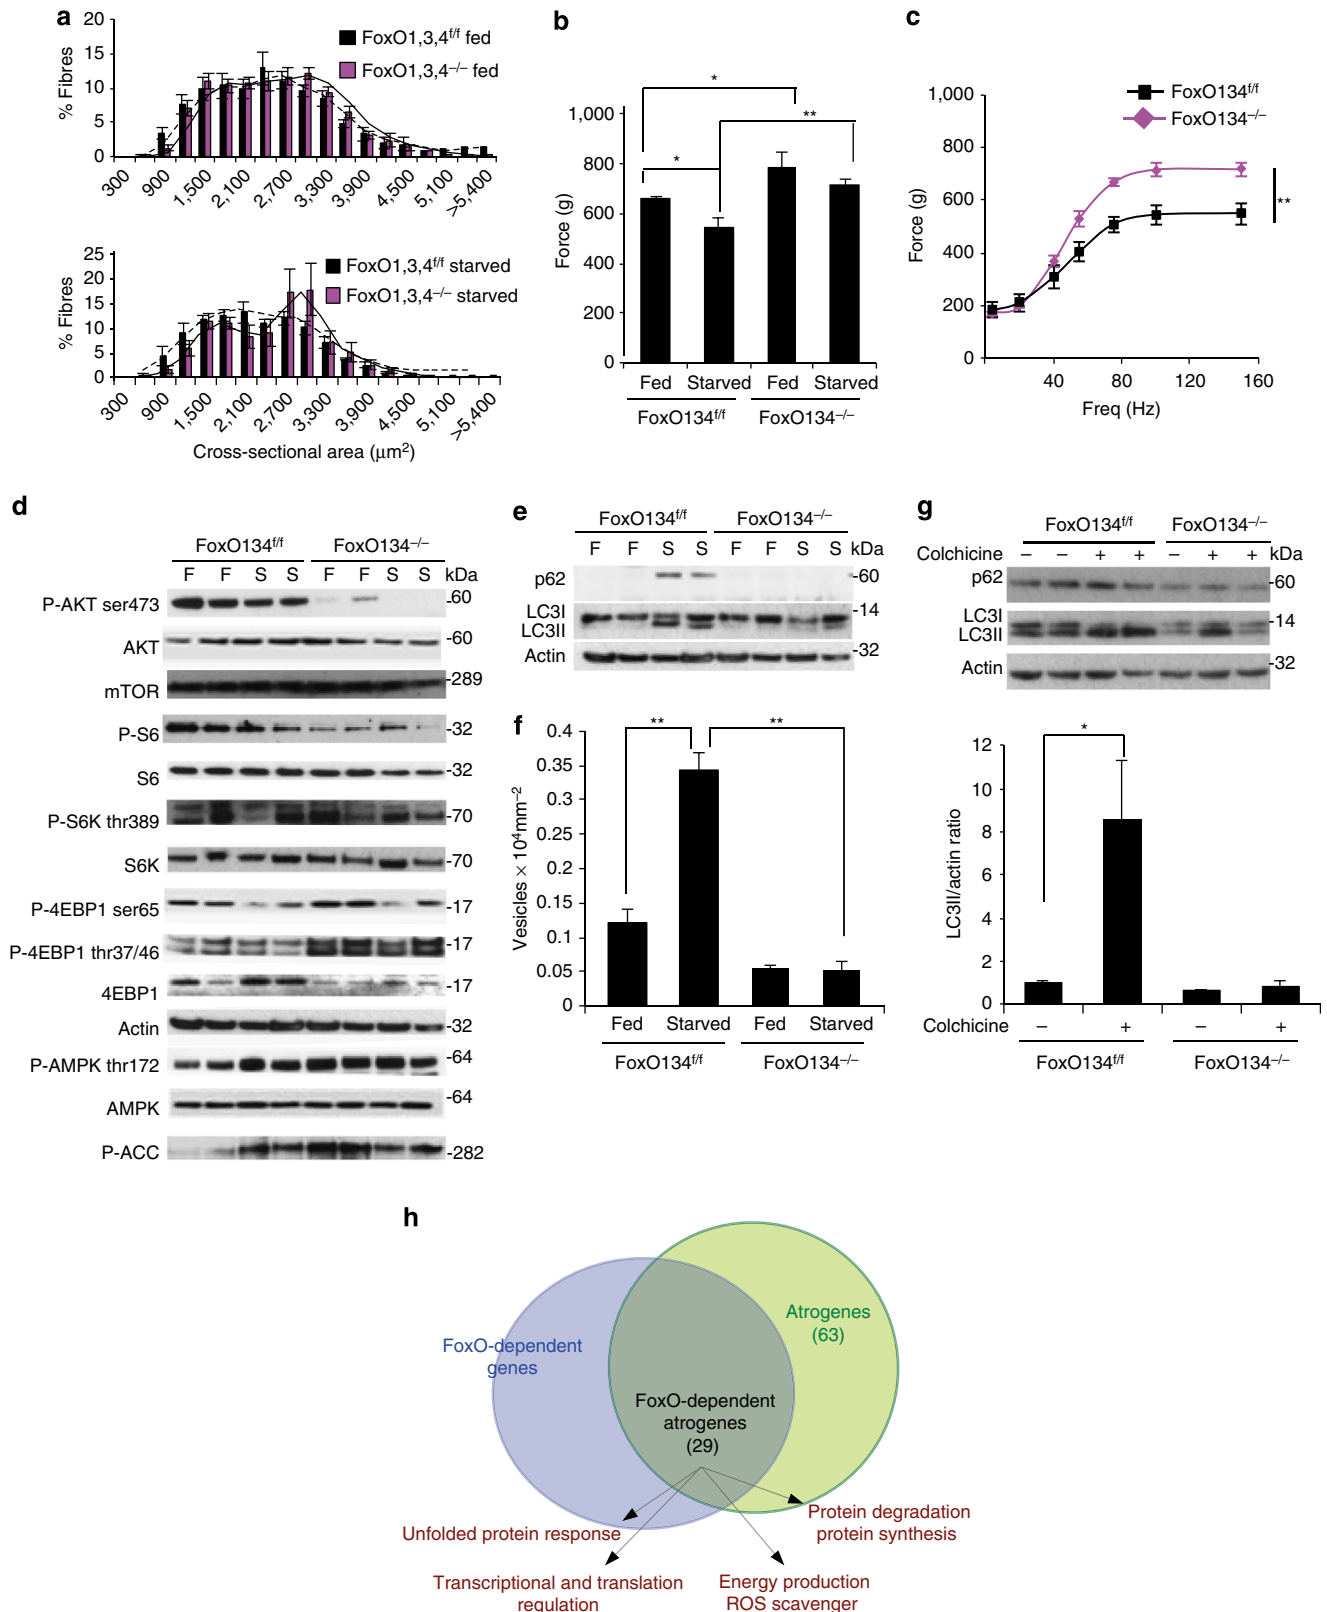 a
20
15
10
5
0
% Fibres
FoxO1,3,4f/f fed
FoxO1,3,4–/– fed
300 900 1,500 2,100 2,700 3,300 3,900 4,500 5,100 >5,400
25
20
15
10
5
0
% Fibres
FoxO1,3,4f/f starved
FoxO1,3,4–/– starved
300 900 1,500 2,100 2,700 3,300 3,900 4,500 5,100 >5,400
Cross-sectional area (μm2)
b
1,000
800
600
400
200
0
Force (g)
* * **
Fed Starved Fed Starved
FoxO134f/f FoxO134–/–
c
1,000
800
600
400
200
0
Force (g)
FoxO134f/f
FoxO134–/–
**
40 80 120 160
Freq (Hz)
d
FoxO134f/f FoxO134–/–
F F S S F F S S kDa
P-AKT ser473 -60
AKT -60
mTOR -289
P-S6 -32
S6 -32
P-S6K thr389 -70
S6K -70
P-4EBP1 ser65 -17
P-4EBP1 thr37/46 -17
4EBP1 -17
Actin -32
P-AMPK thr172 -64
AMPK -64
P-ACC -282
e
FoxO134f/f FoxO134–/–
F F S S F F S S kDa
p62 -60
LC3I -14
LC3II
Actin -32
f
0.4
0.35
0.3
0.25
0.2
0.15
0.1
0.05
0
Vesicles × 104mm–2
** **
Fed Starved Fed Starved
FoxO134f/f FoxO134–/–
g
FoxO134f/f FoxO134–/–
Colchicine – – + + – + + kDa
p62 -60
LC3I -14
LC3II
Actin -32
12
10
8
6
4
2
0
LC3II/actin ratio
*
Colchicine – + – +
FoxO134f/f FoxO134–/–
h
Atrogenes
(63)
FoxO-dependent
genes
FoxO-dependent
atrogenes
(29)
Protein degradation
protein synthesis
Unfolded protein response
Transcriptional and translation
regulation
Energy production
ROS scavenger